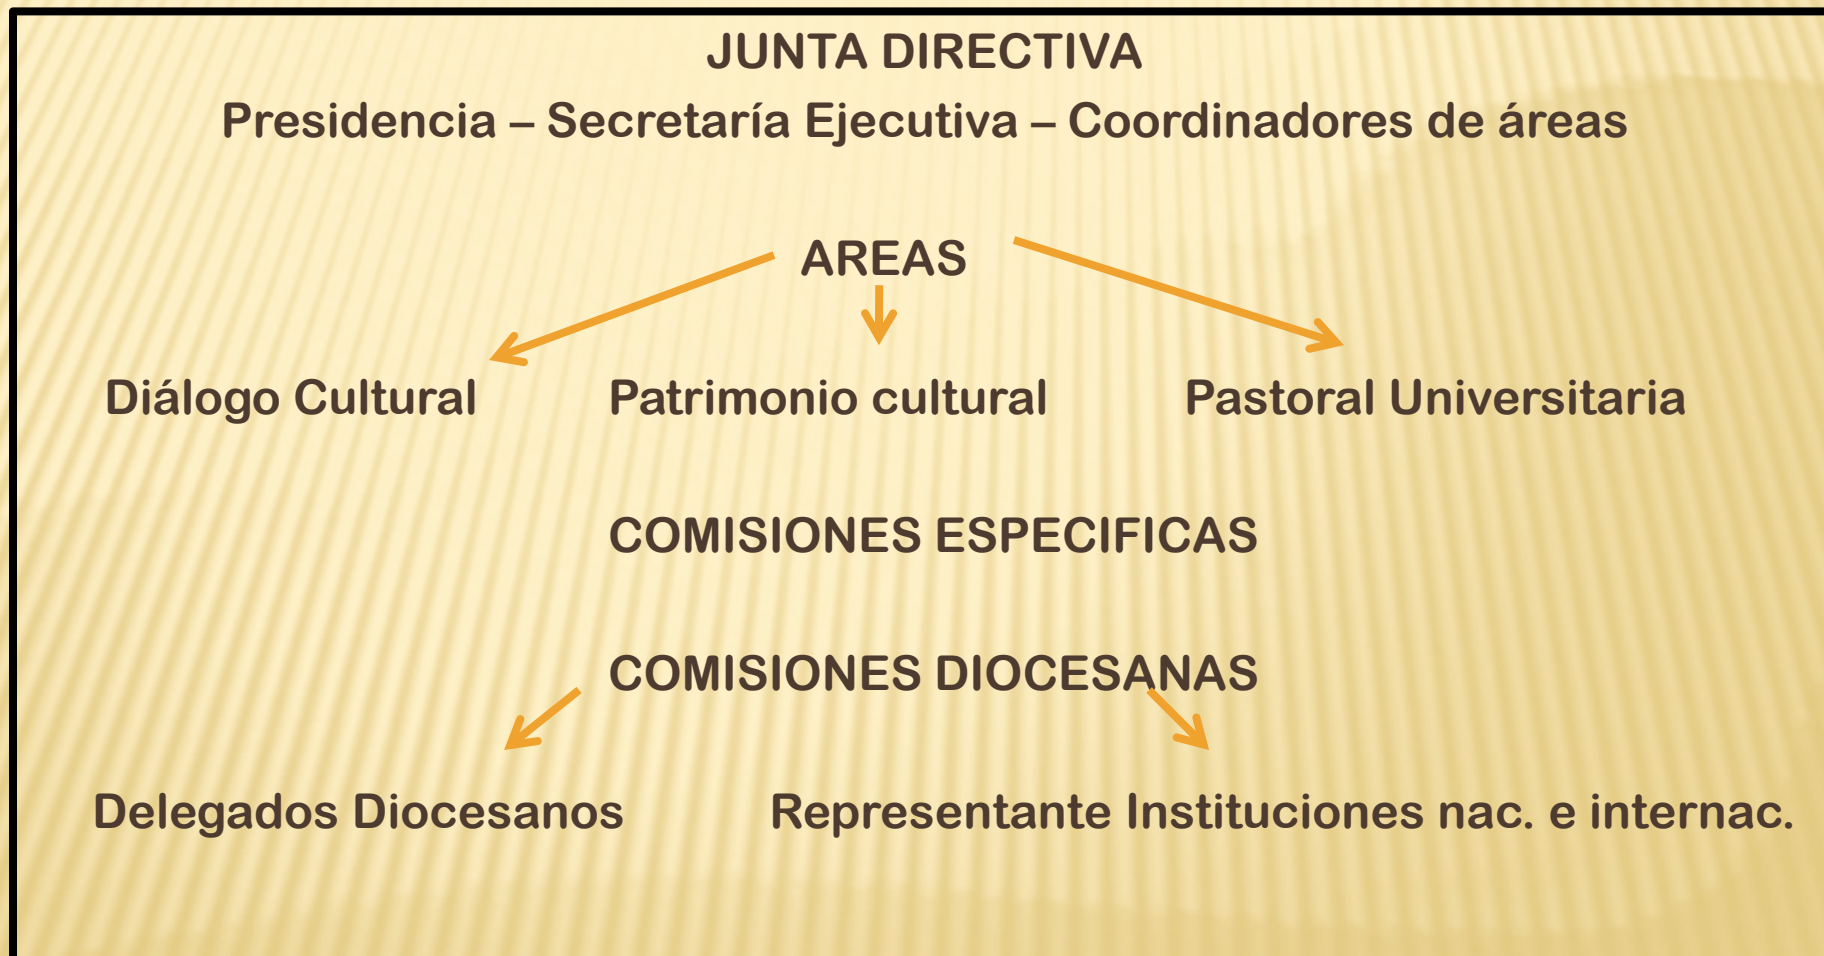 JUNTA DIRECTIVA
Presidencia – Secretaría Ejecutiva – Coordinadores de áreas
AREAS
Diálogo Cultural Patrimonio cultural Pastoral Universitaria
COMISIONES ESPECIFICAS
COMISIONES DIOCESANAS
Delegados Diocesanos Representante Instituciones nac. e internac.